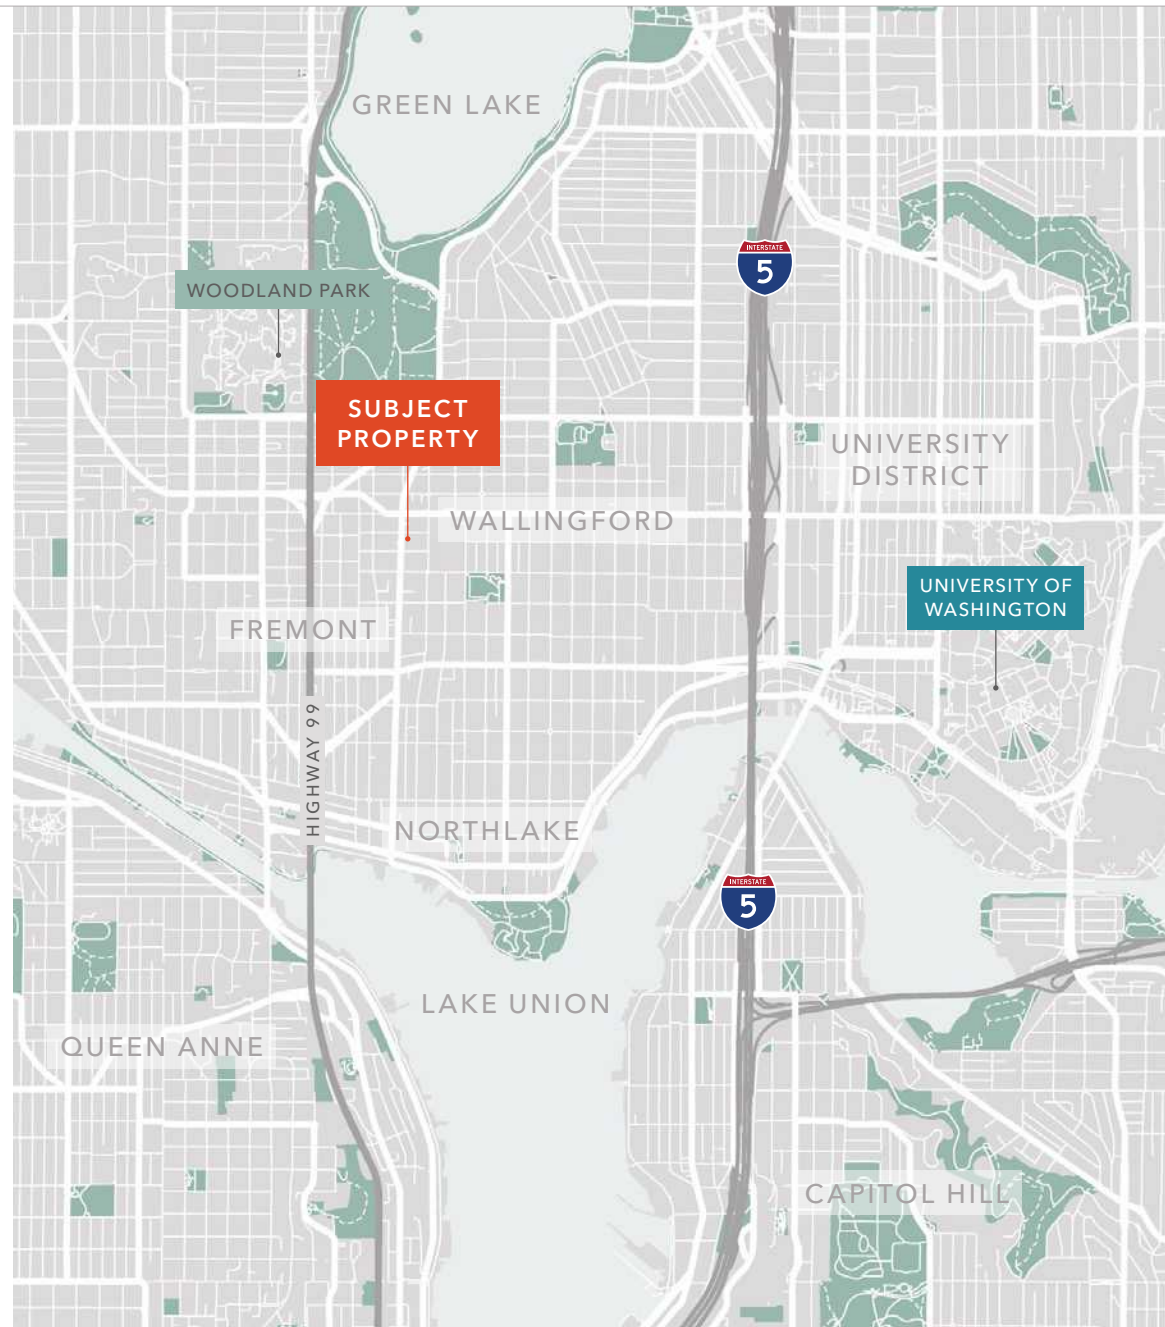 GREEN LAKE
INTERSTATE
5
WOODLAND PARK
SUBJECT
PROPERTY
UNIVERSITY
DISTRICT
WALLINGFORD
UNIVERSITY OF
WASHINGTON
FREMONT
HIGHWAY 99
NORTHLAKE
INTERSTATE
5
LAKE UNION
QUEEN ANNE
CAPITOL HILL